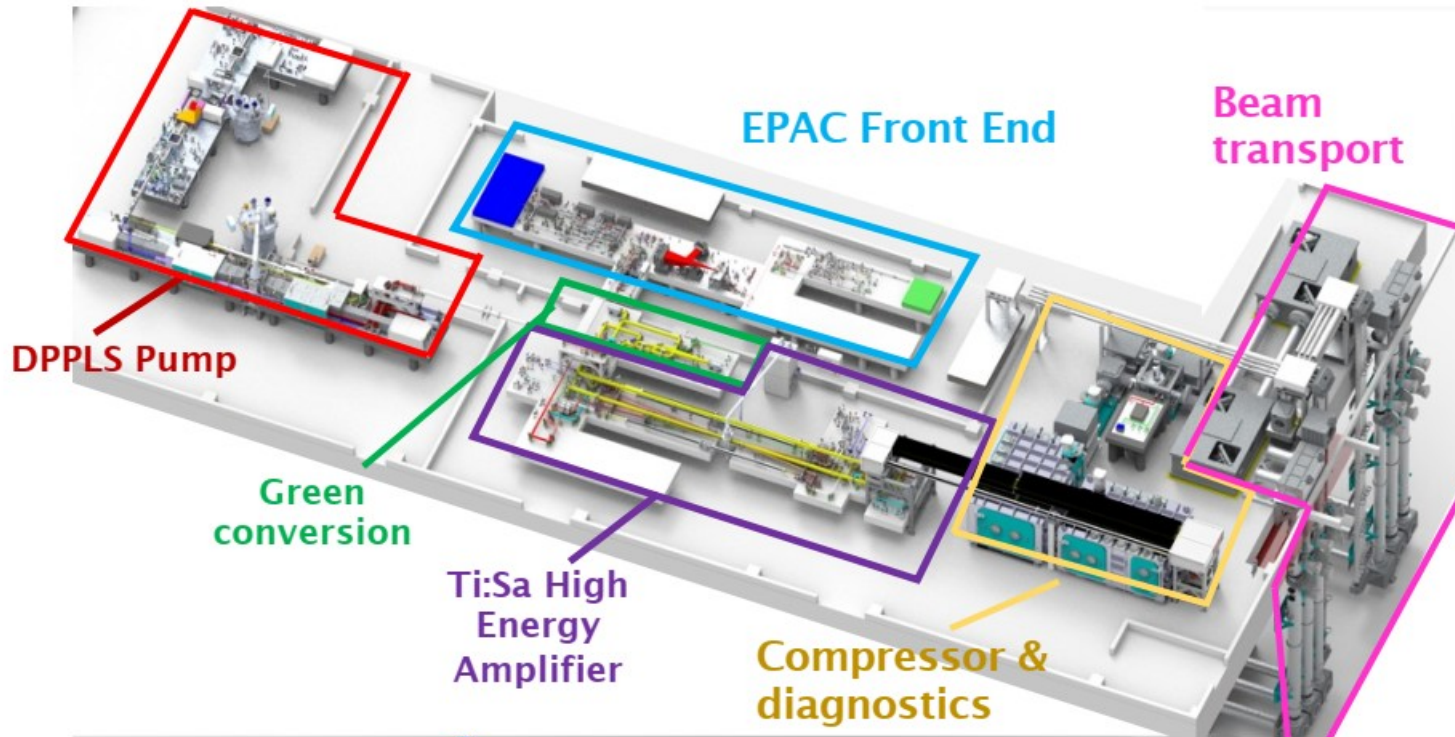 EPAC Front End
Beam
transport
DPPLS Pump
Green
conversion
Ti:Sa High
Energy
Amplifier
Compressor &
diagnostics